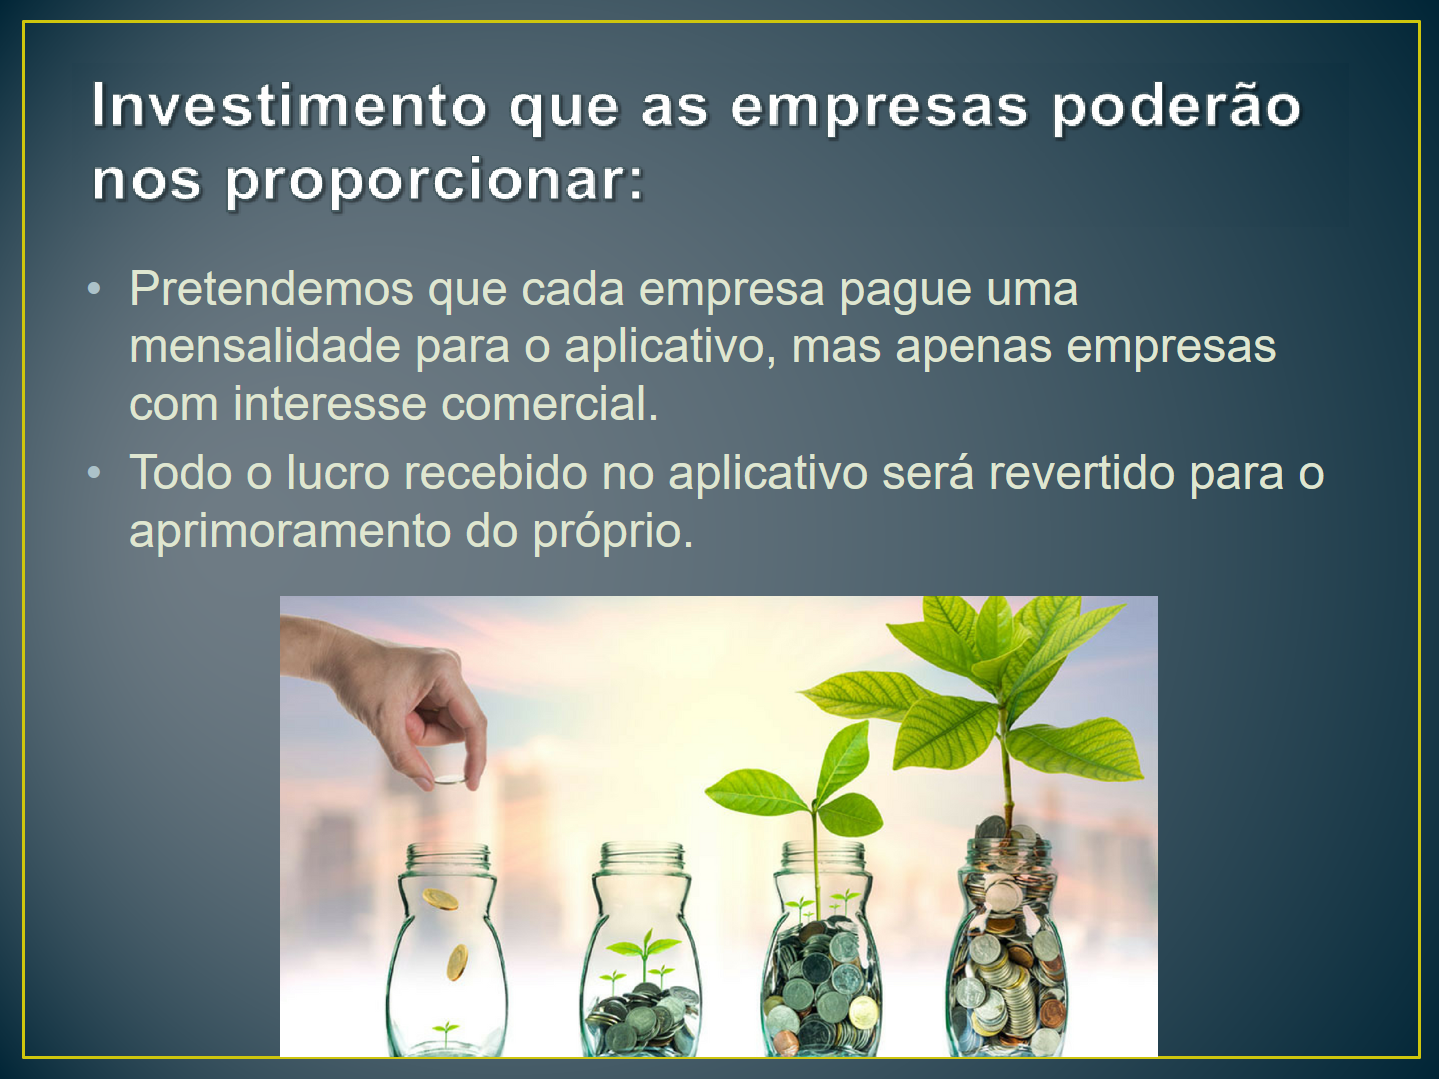 Investimento que as empresas poderão
nos proporcionar:
• Pretendemos que cada empresa pague uma
mensalidade para o aplicativo, mas apenas empresas
com interesse comercial.
• Todo o lucro recebido no aplicativo será revertido para o
aprimoramento do próprio.